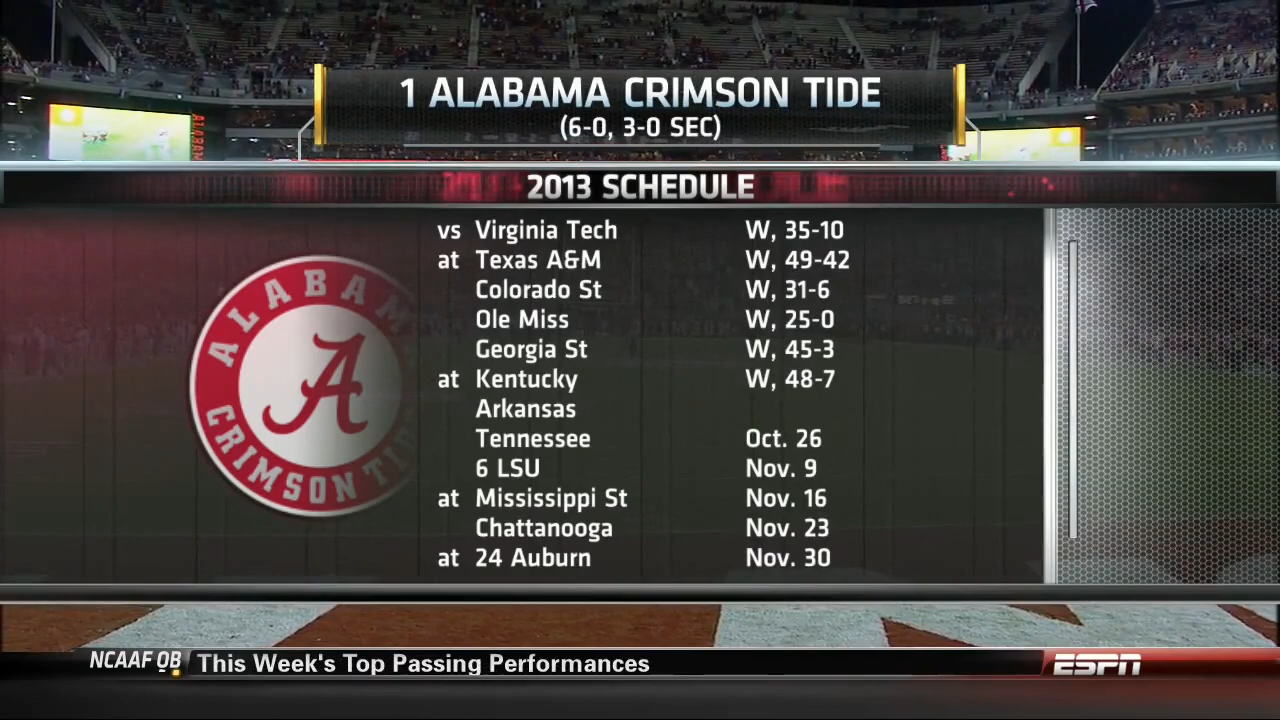 1 ALABAMA CRIMSON TIDE
(6-0, 3-0 SEC)
2013 SCHEDULE
vs Virginia Tech W, 35-10
at Texas A&M W, 49-42
Colorado St W, 31-6
Ole Miss W, 25-0
Georgia St W, 45-3
at Kentucky W, 48-7
Arkansas
Tennessee Oct. 26
6 LSU Nov. 9
at Mississippi St Nov. 16
Chattanooga Nov. 23
at 24 Auburn Nov. 30
ALABAM
A
CRIMSON TI
NCAAF QB This Week's Top Passing Performances ESPN